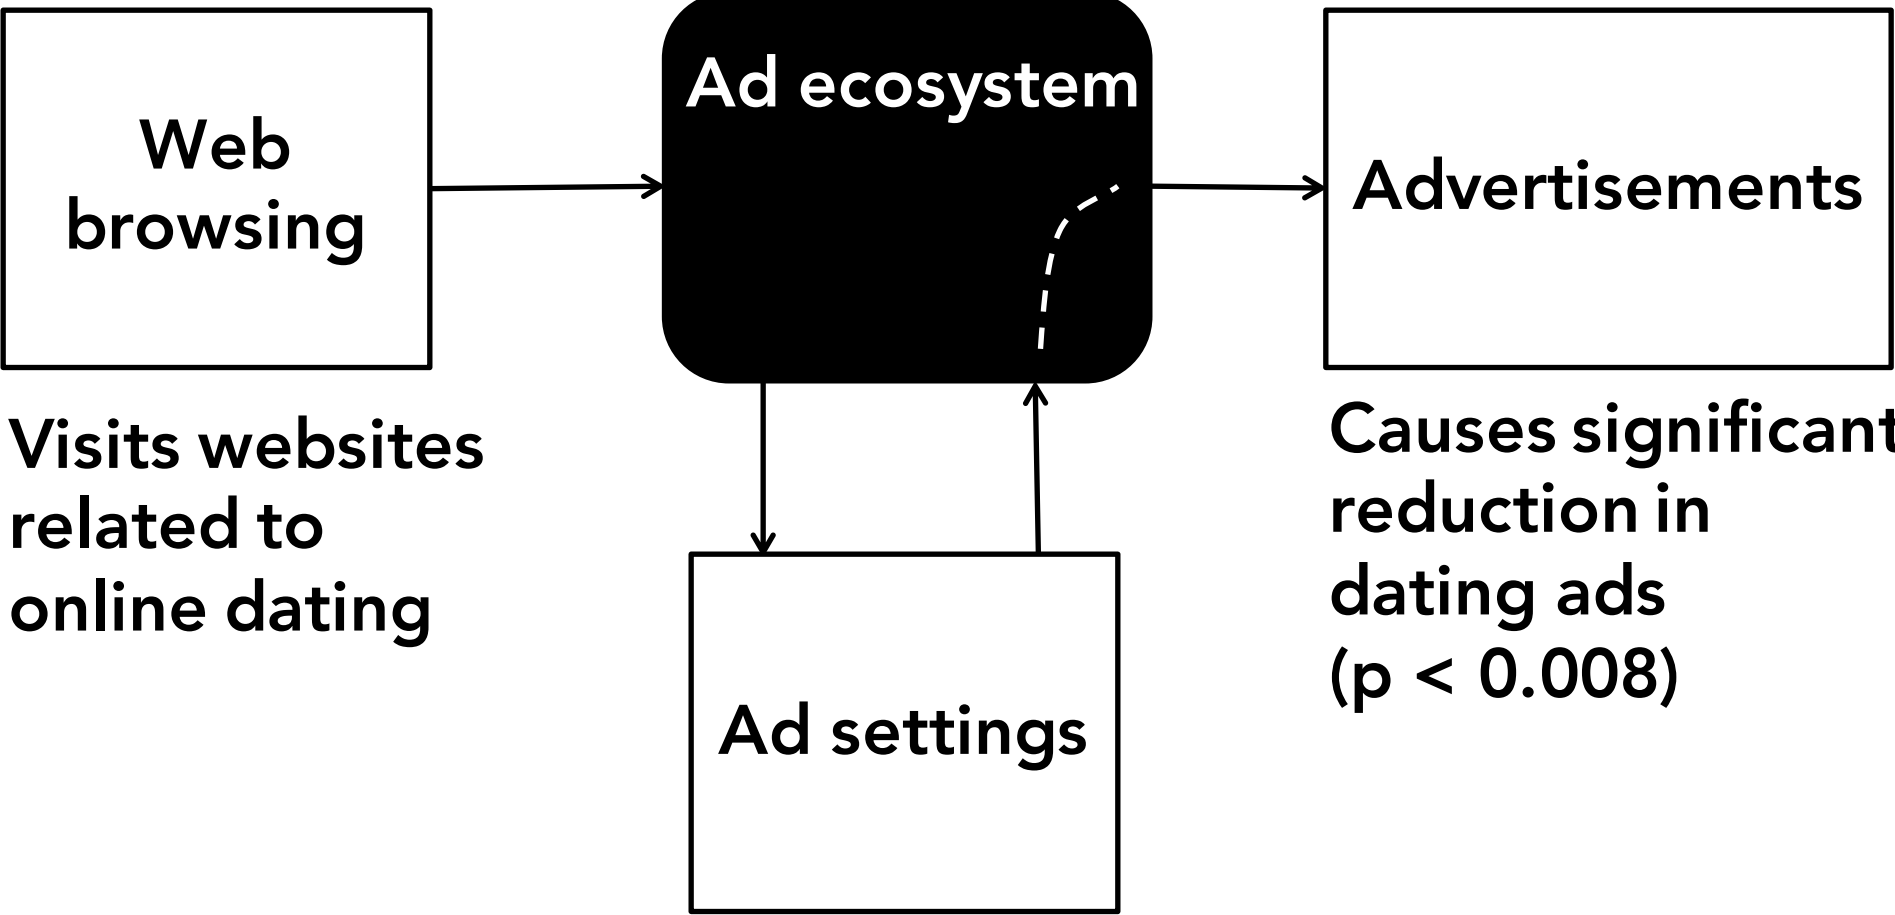 Web
browsing
Ad ecosystem
Advertisements
Visits websites
related to
online dating
Ad settings
Causes significant
reduction in
dating ads
(p < 0.008)